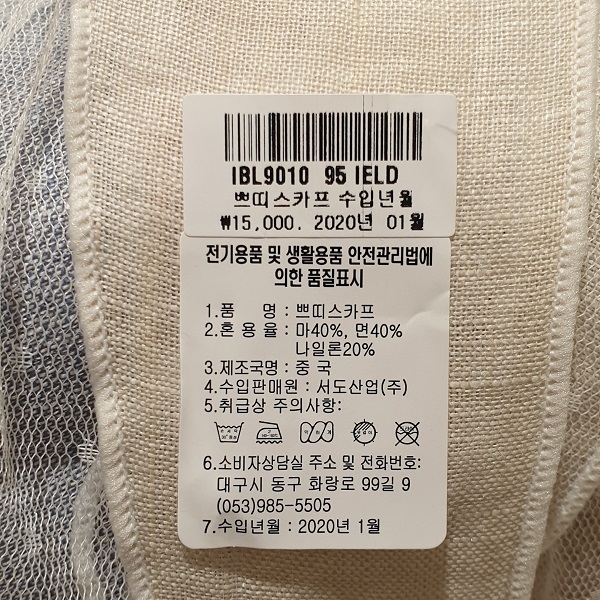 IBL9010 95 IELD
쁘띠스카프 수입년월
₩15,000. 2020년 01월
전기용품 및 생활용품 안전관리법에
의한 품질표시
1.품 명 : 쁘띠스카프
2.혼 용 율 : 마40%, 면40%
나일론20%
3.제조국명 : 중 국
4.수입판매원 : 서도산업(주)
5.취급상 주의사항:
6.소비자상담실 주소 및 전화번호:
대구시 동구 화랑로 99길 9
(053)985-5505
7.수입년월 : 2020년 1월